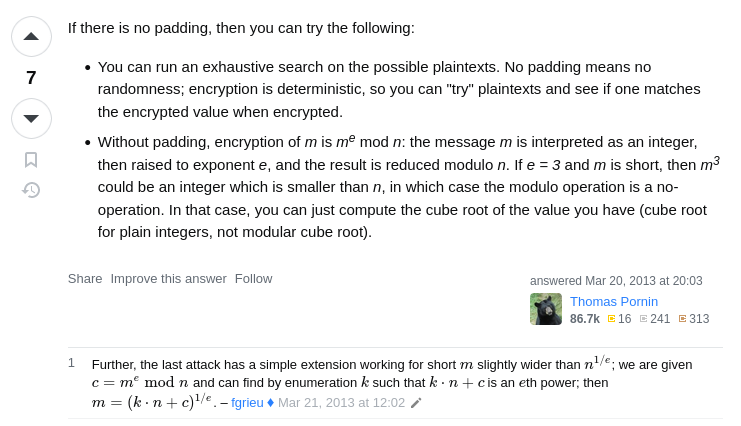 If there is no padding, then you can try the following:
7
• You can run an exhaustive search on the possible plaintexts. No padding means no
randomness; encryption is deterministic, so you can "try" plaintexts and see if one matches
the encrypted value when encrypted.
• Without padding, encryption of m is m^e mod n: the message m is interpreted as an integer,
then raised to exponent e, and the result is reduced modulo n. If e = 3 and m is short, then m^3
could be an integer which is smaller than n, in which case the modulo operation is a no-
operation. In that case, you can just compute the cube root of the value you have (cube root
for plain integers, not modular cube root).
Share Improve this answer Follow
answered Mar 20, 2013 at 20:03
Thomas Pornin
86.7k 16 241 313
1 Further, the last attack has a simple extension working for short m slightly wider than n^{1/e}; we are given
c = m^e mod n and can find by enumeration k such that k · n + c is an eth power; then
m = (k · n + c)^{1/e}. – fgrieu ♦ Mar 21, 2013 at 12:02